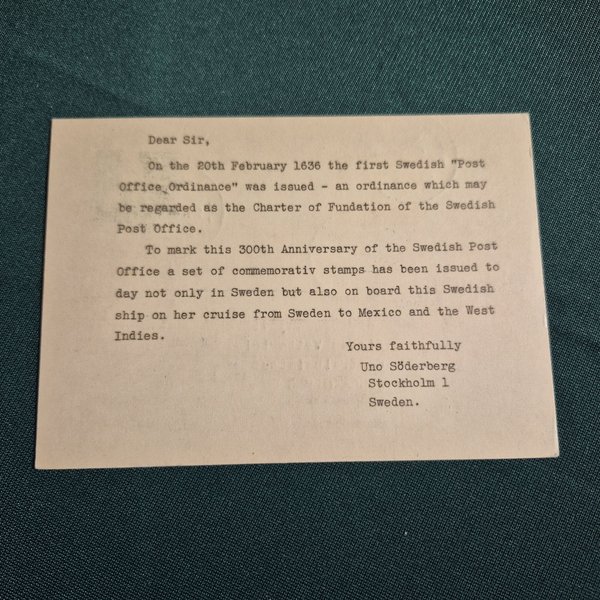 Dear Sir,
On the 20th February 1636 the first Swedish "Post
Office Ordinance" was issued - an ordinance which may
be regarded as the Charter of Fundation of the Swedish
Post Office.
To mark this 300th Anniversary of the Swedish Post
Office a set of commemorativ stamps has been issued to
day not only in Sweden but also on board this Swedish
ship on her cruise from Sweden to Mexico and the West
Indies.
Yours faithfully
Uno Söderberg
Stockholm 1
Sweden.